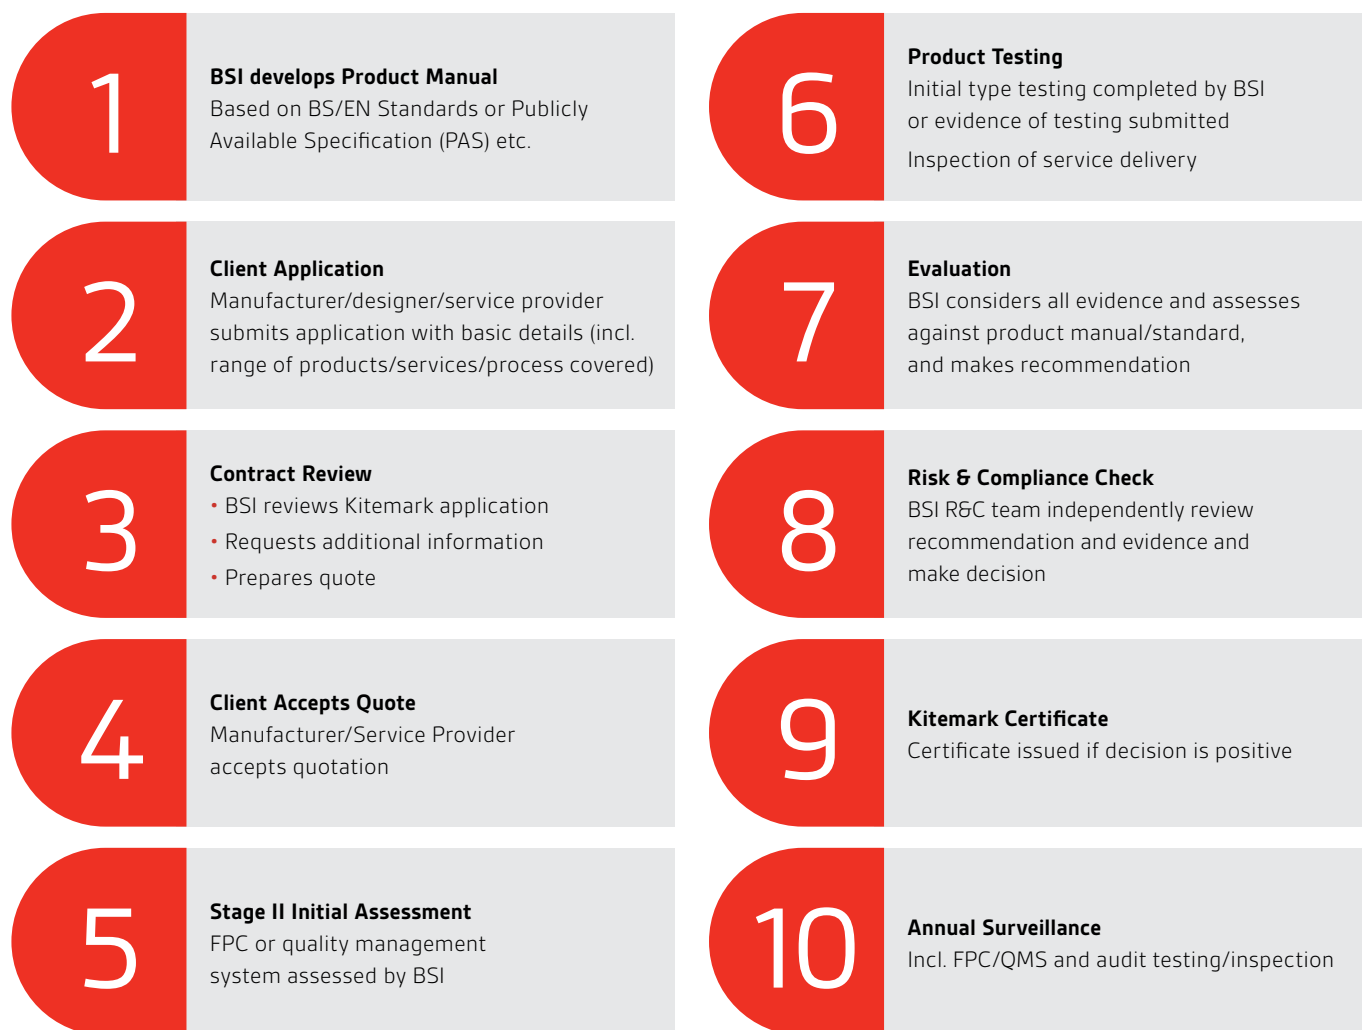 1
BSI develops Product Manual
Based on BS/EN Standards or Publicly
Available Specification (PAS) etc.
2
Client Application
Manufacturer/designer/service provider
submits application with basic details (incl.
range of products/services/process covered)
3
Contract Review
• BSI reviews Kitemark application
• Requests additional information
• Prepares quote
4
Client Accepts Quote
Manufacturer/Service Provider
accepts quotation
5
Stage II Initial Assessment
FPC or quality management
system assessed by BSI
6
Product Testing
Initial type testing completed by BSI
or evidence of testing submitted
Inspection of service delivery
7
Evaluation
BSI considers all evidence and assesses
against product manual/standard,
and makes recommendation
8
Risk & Compliance Check
BSI R&C team independently review
recommendation and evidence and
make decision
9
Kitemark Certificate
Certificate issued if decision is positive
10
Annual Surveillance
Incl. FPC/QMS and audit testing/inspection